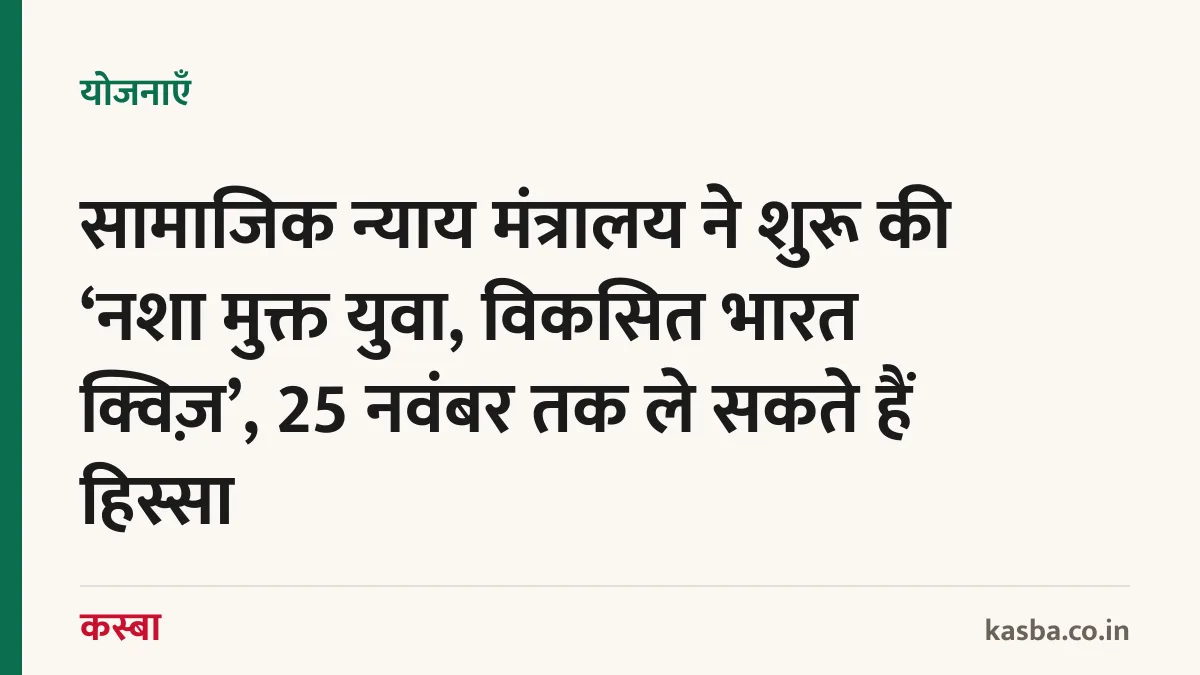 योजनाएँ
सामाजिक न्याय मंत्रालय ने शुरू की
‘नशा मुक्त युवा, विकसित भारत
क्विज़’, 25 नवंबर तक ले सकते हैं
हिस्सा
कस्बा
kasba.co.in